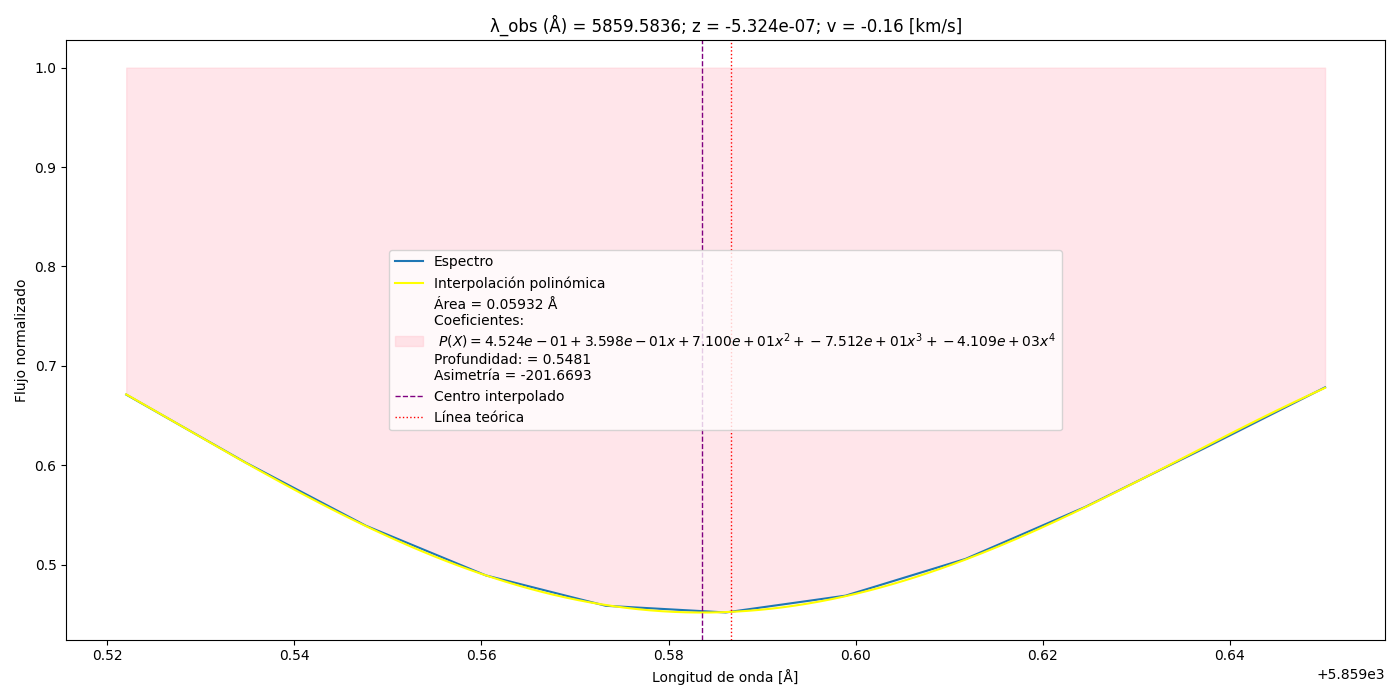 λ_obs (Å) = 5859.5836; z = -5.324e-07; v = -0.16 [km/s]
1.0
0.9
0.8
0.7
0.6
0.5
Flujo normalizado
Espectro
Interpolación polinómica
Área = 0.05932 Å
Coeficientes:
P(X) = 4.524e − 01 + 3.598e − 01x + 7.100e + 01x² + − 7.512e + 01x³ + − 4.109e + 03x⁴
Profundidad: = 0.5481
Asimetría = -201.6693
Centro interpolado
Línea teórica
0.52 0.54 0.56 0.58 0.60 0.62 0.64
Longitud de onda [Å]
+5.859e3